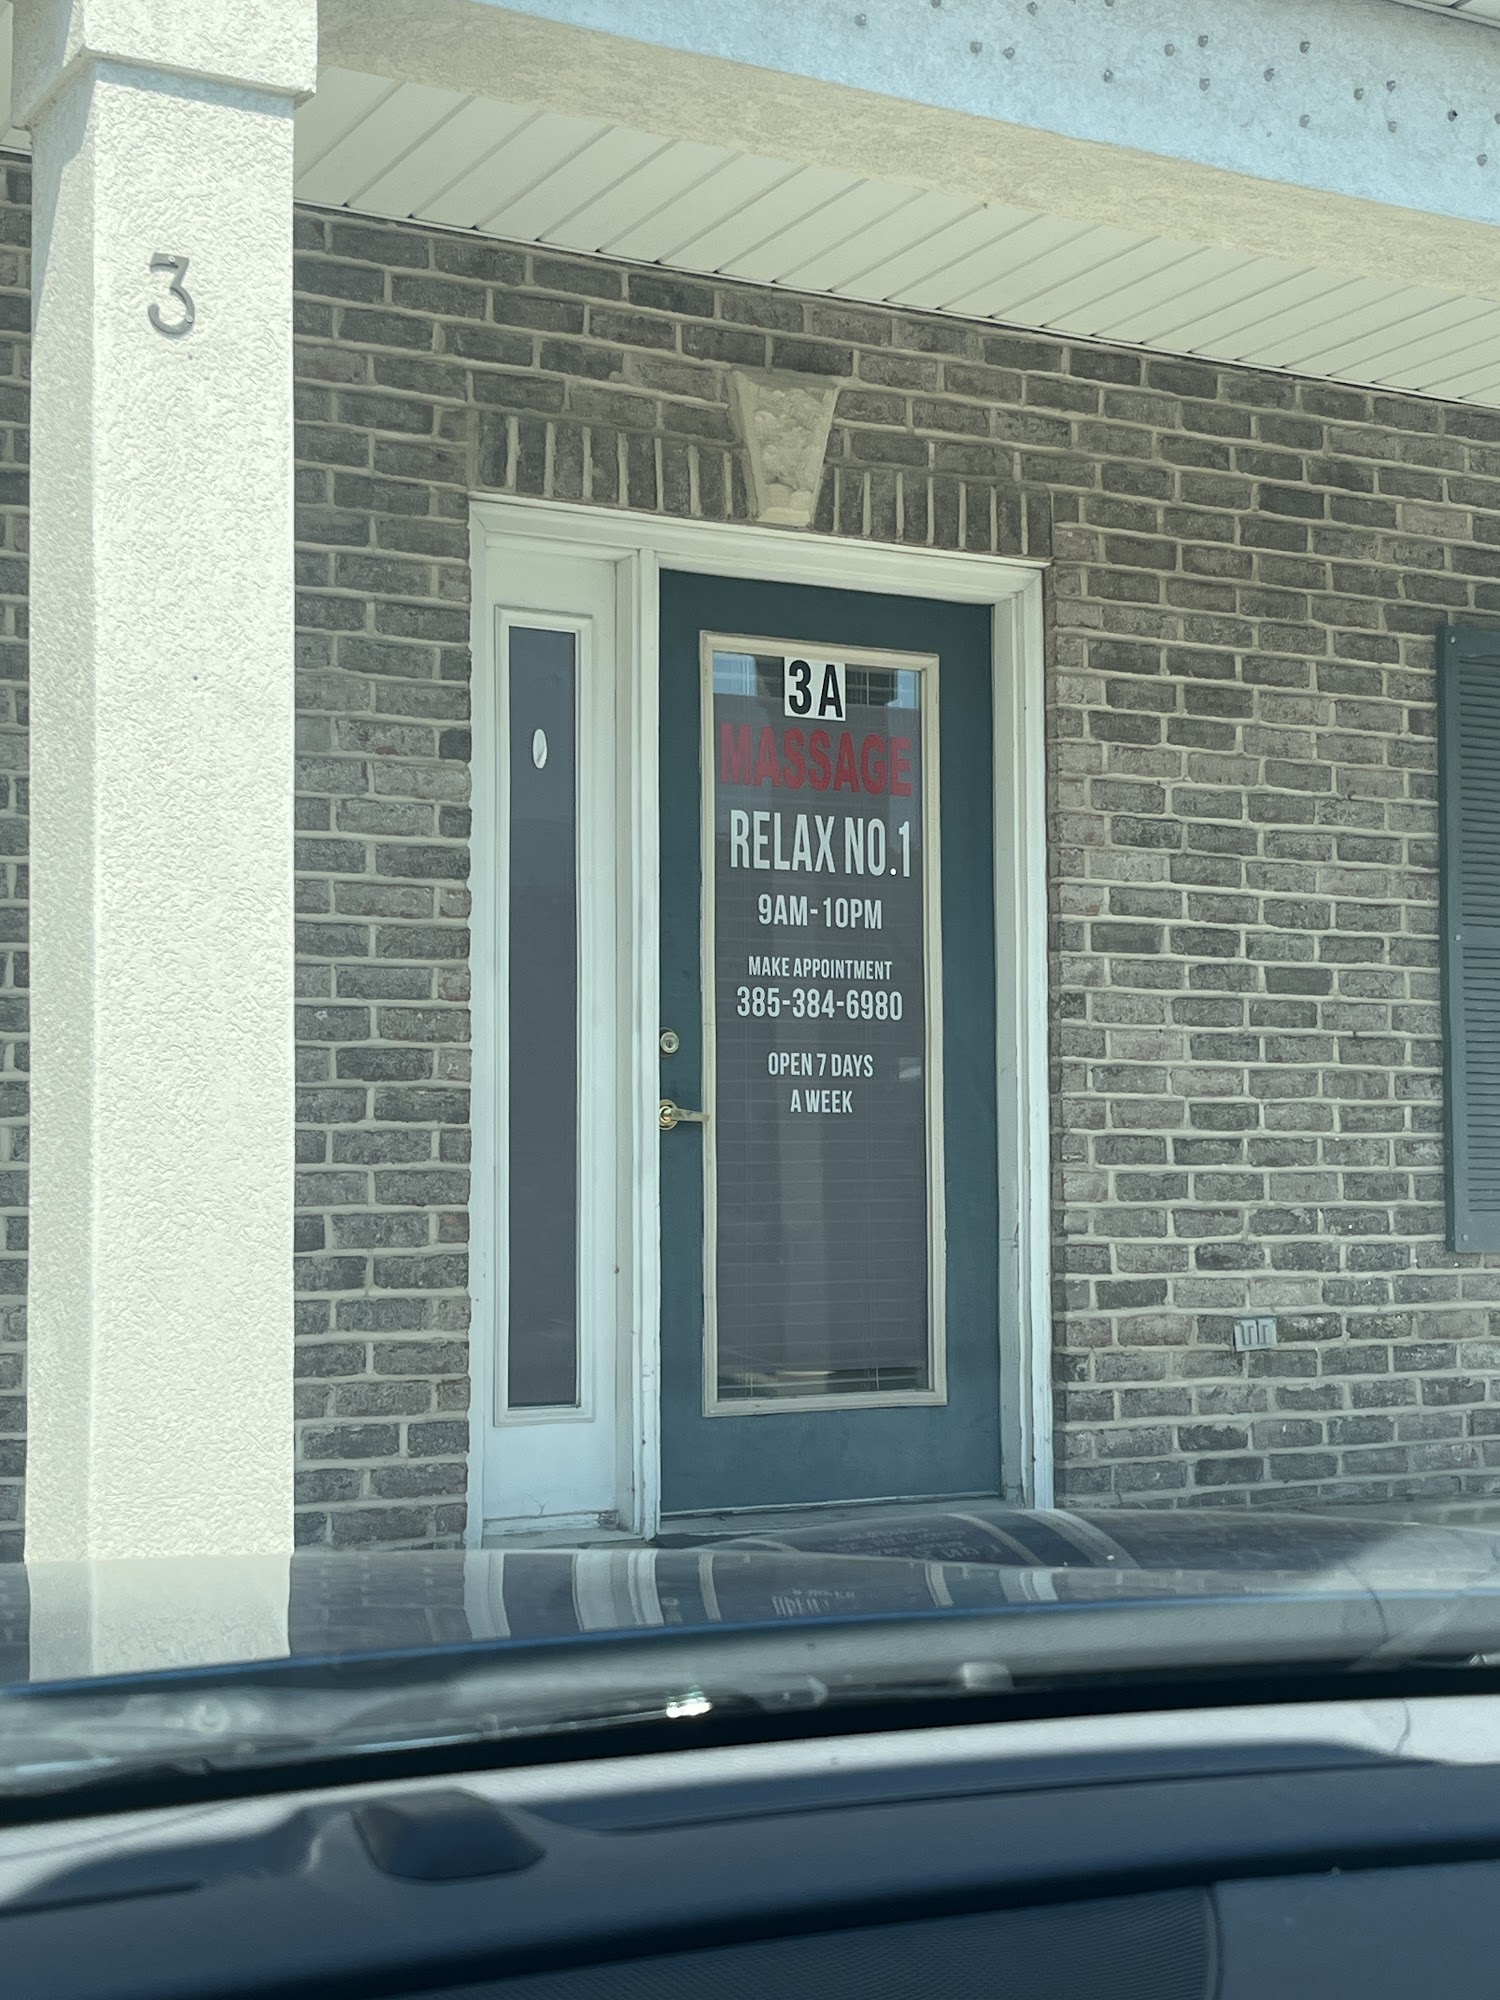 3
3A
MASSAGE
RELAX NO.1
9AM-10PM
MAKE APPOINTMENT
385-384-6980
OPEN 7 DAYS
A WEEK